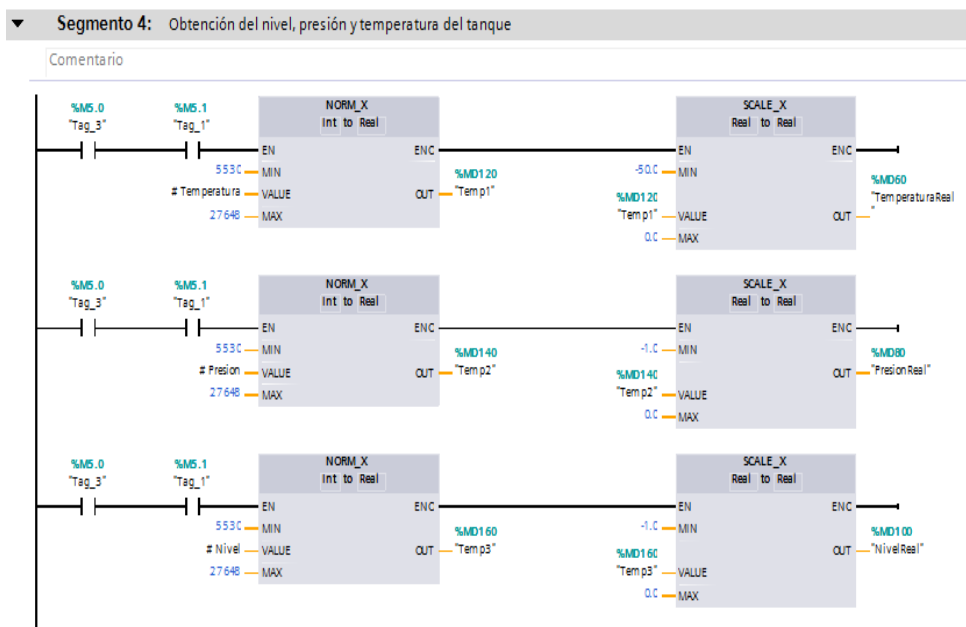 Segmento 4: Obtención del nivel, presión y temperatura del tanque
Comentario
%M5.0
"Tag_3"
%M5.1
"Tag_1"
NORM_X
Int to Real
EN
ENO
5530
MIN
# Temperatura
VALUE
27648
MAX
%MD120
OUT
"Temp1"
SCALE_X
Real to Real
EN
ENO
-50.0
MIN
%MD120
"Temp1"
VALUE
0.0
MAX
%MD60
"TemperaturaReal
"
OUT
%M5.0
"Tag_3"
%M5.1
"Tag_1"
NORM_X
Int to Real
EN
ENO
5530
MIN
# Presion
VALUE
27648
MAX
%MD140
OUT
"Temp2"
SCALE_X
Real to Real
EN
ENO
-1.0
MIN
%MD140
"Temp2"
VALUE
0.0
MAX
%MD80
OUT
"PresionReal"
%M5.0
"Tag_3"
%M5.1
"Tag_1"
NORM_X
Int to Real
EN
ENO
5530
MIN
# Nivel
VALUE
27648
MAX
%MD160
OUT
"Temp3"
SCALE_X
Real to Real
EN
ENO
-1.0
MIN
%MD160
"Temp3"
VALUE
0.0
MAX
%MD100
OUT
"NivelReal"